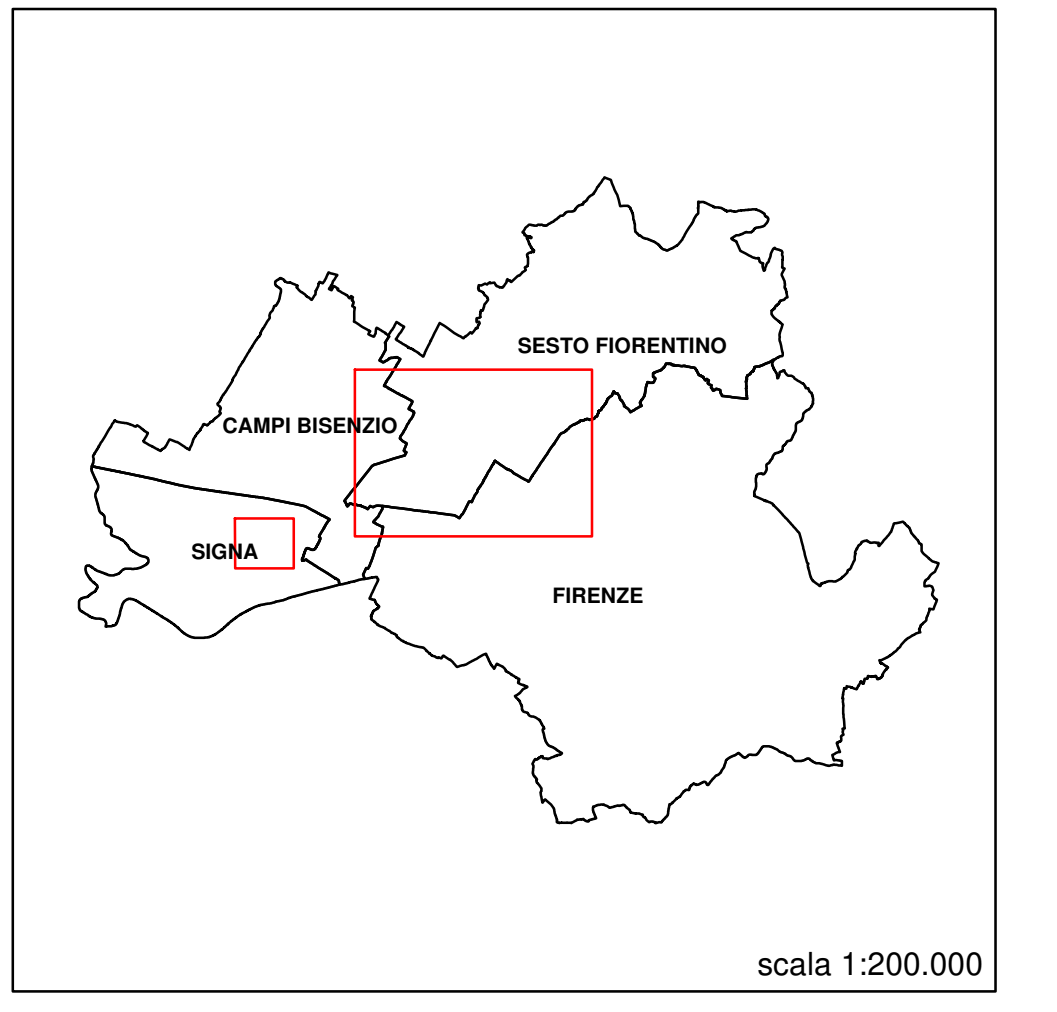 SESTO FIORENTINO
CAMPI BISENZIO
SIGNA
FIRENZE
scala 1:200.000